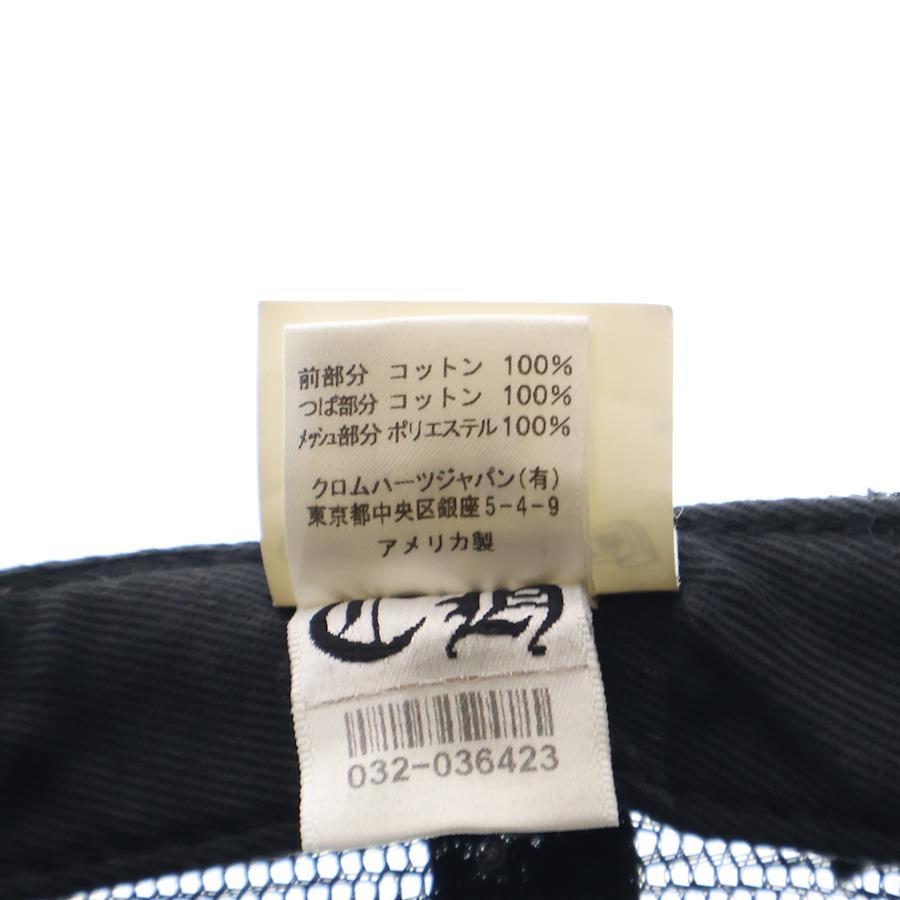 前部分 コットン 100%
つば部分 コットン 100%
メッシュ部分 ポリエステル 100%
クロムハーツジャパン(有)
東京都中央区銀座5-4-9
アメリカ製
CH
032-036423